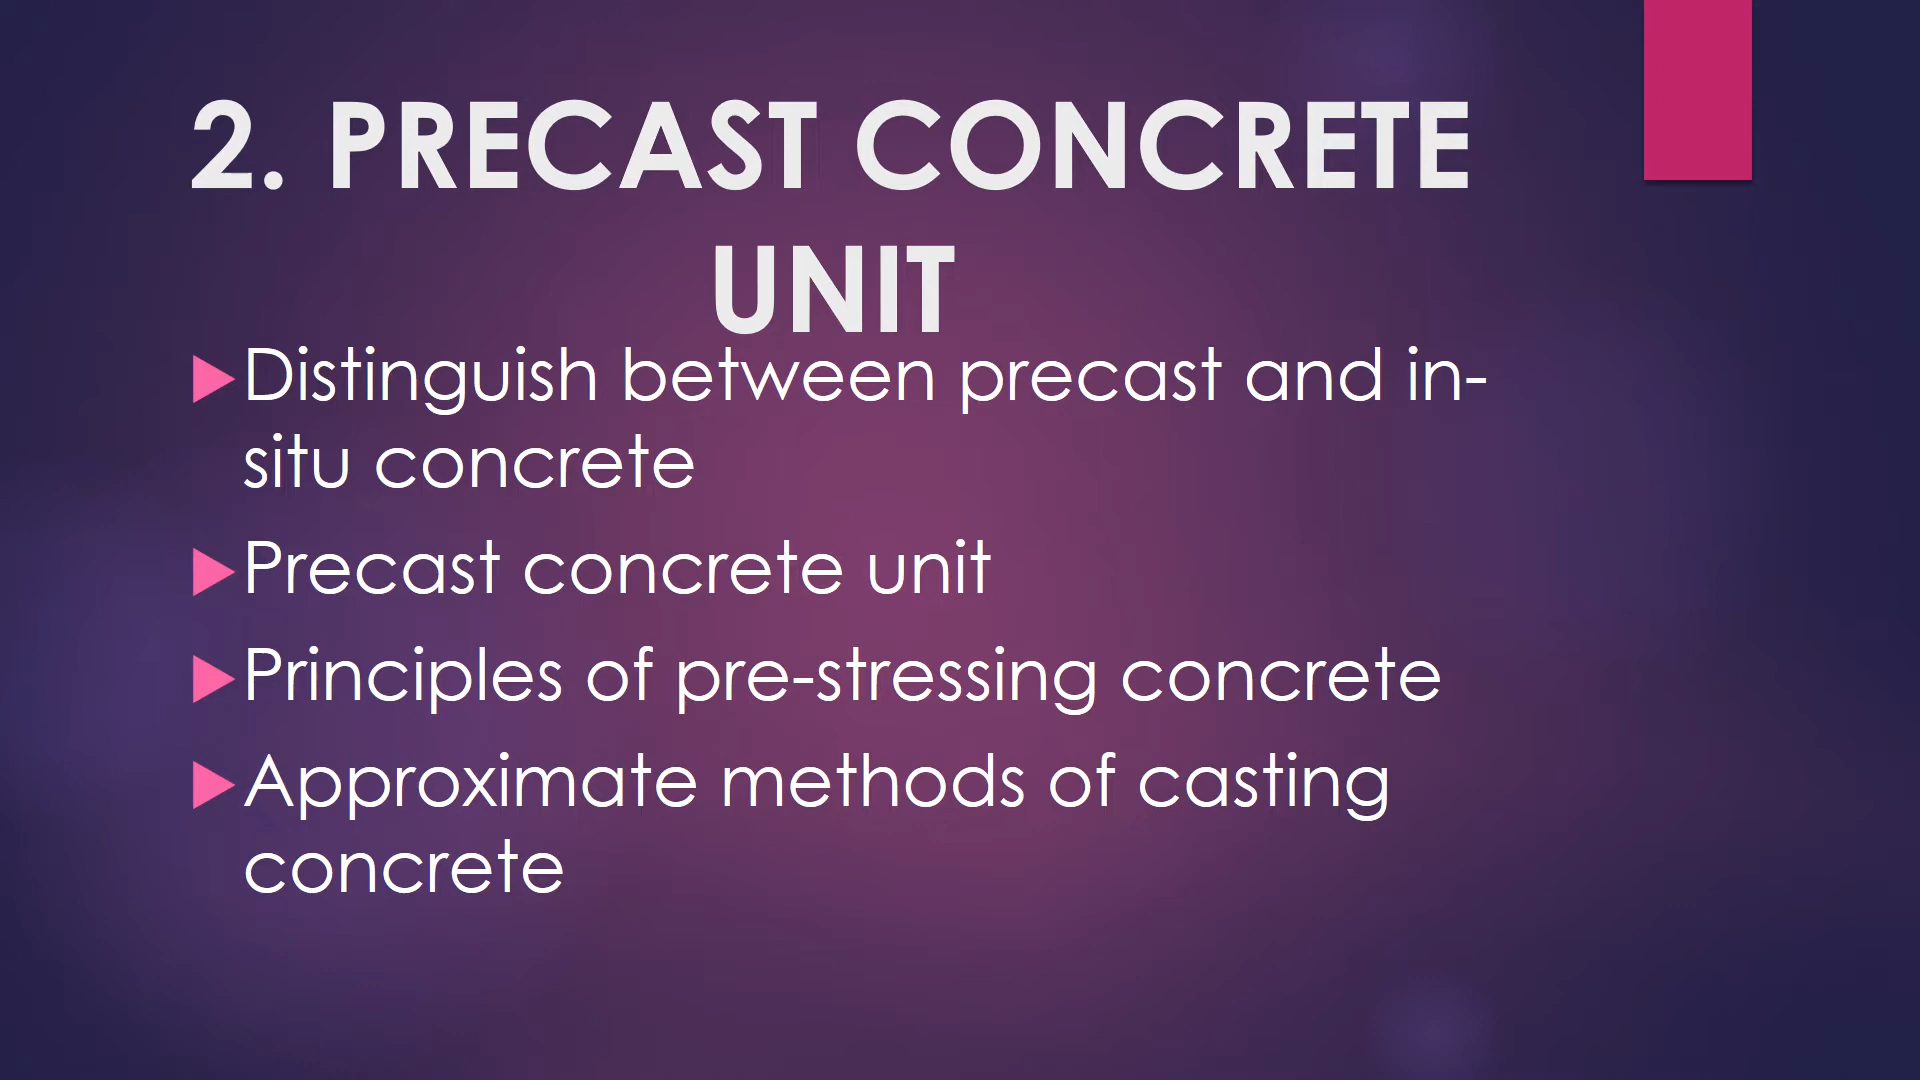 2. PRECAST CONCRETE
UNIT
Distinguish between precast and in-
situ concrete
Precast concrete unit
Principles of pre-stressing concrete
Approximate methods of casting
concrete